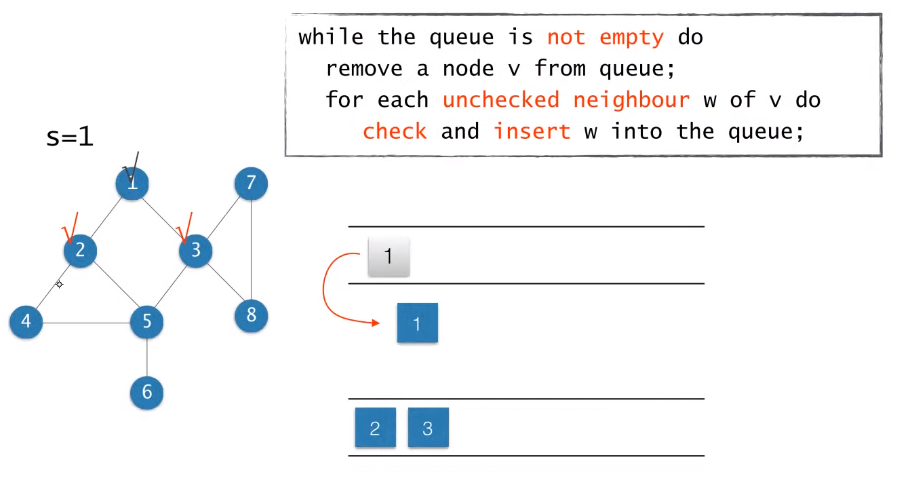 while the queue is not empty do
remove a node v from queue;
for each unchecked neighbour w of v do
check and insert w into the queue;
s=1
1
7
2
3
4
5
8
6
1
1
2 3